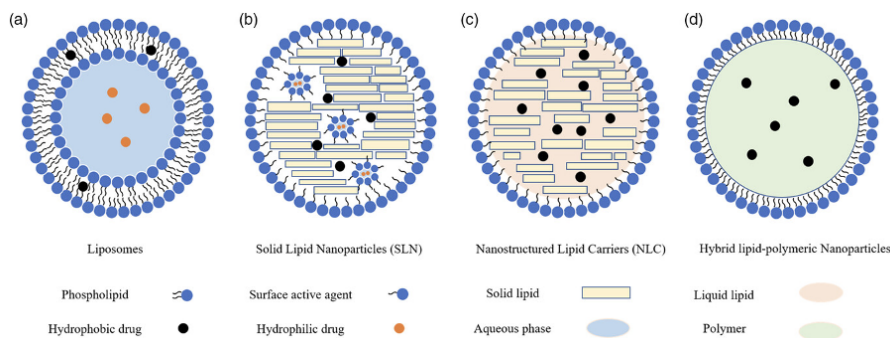 (a) (b) (c) (d)
Liposomes Solid Lipid Nanoparticles (SLN) Nanostructured Lipid Carriers (NLC) Hybrid lipid-polymeric Nanoparticles
Phospholipid Surface active agent Solid lipid Liquid lipid
Hydrophobic drug Hydrophilic drug Aqueous phase Polymer